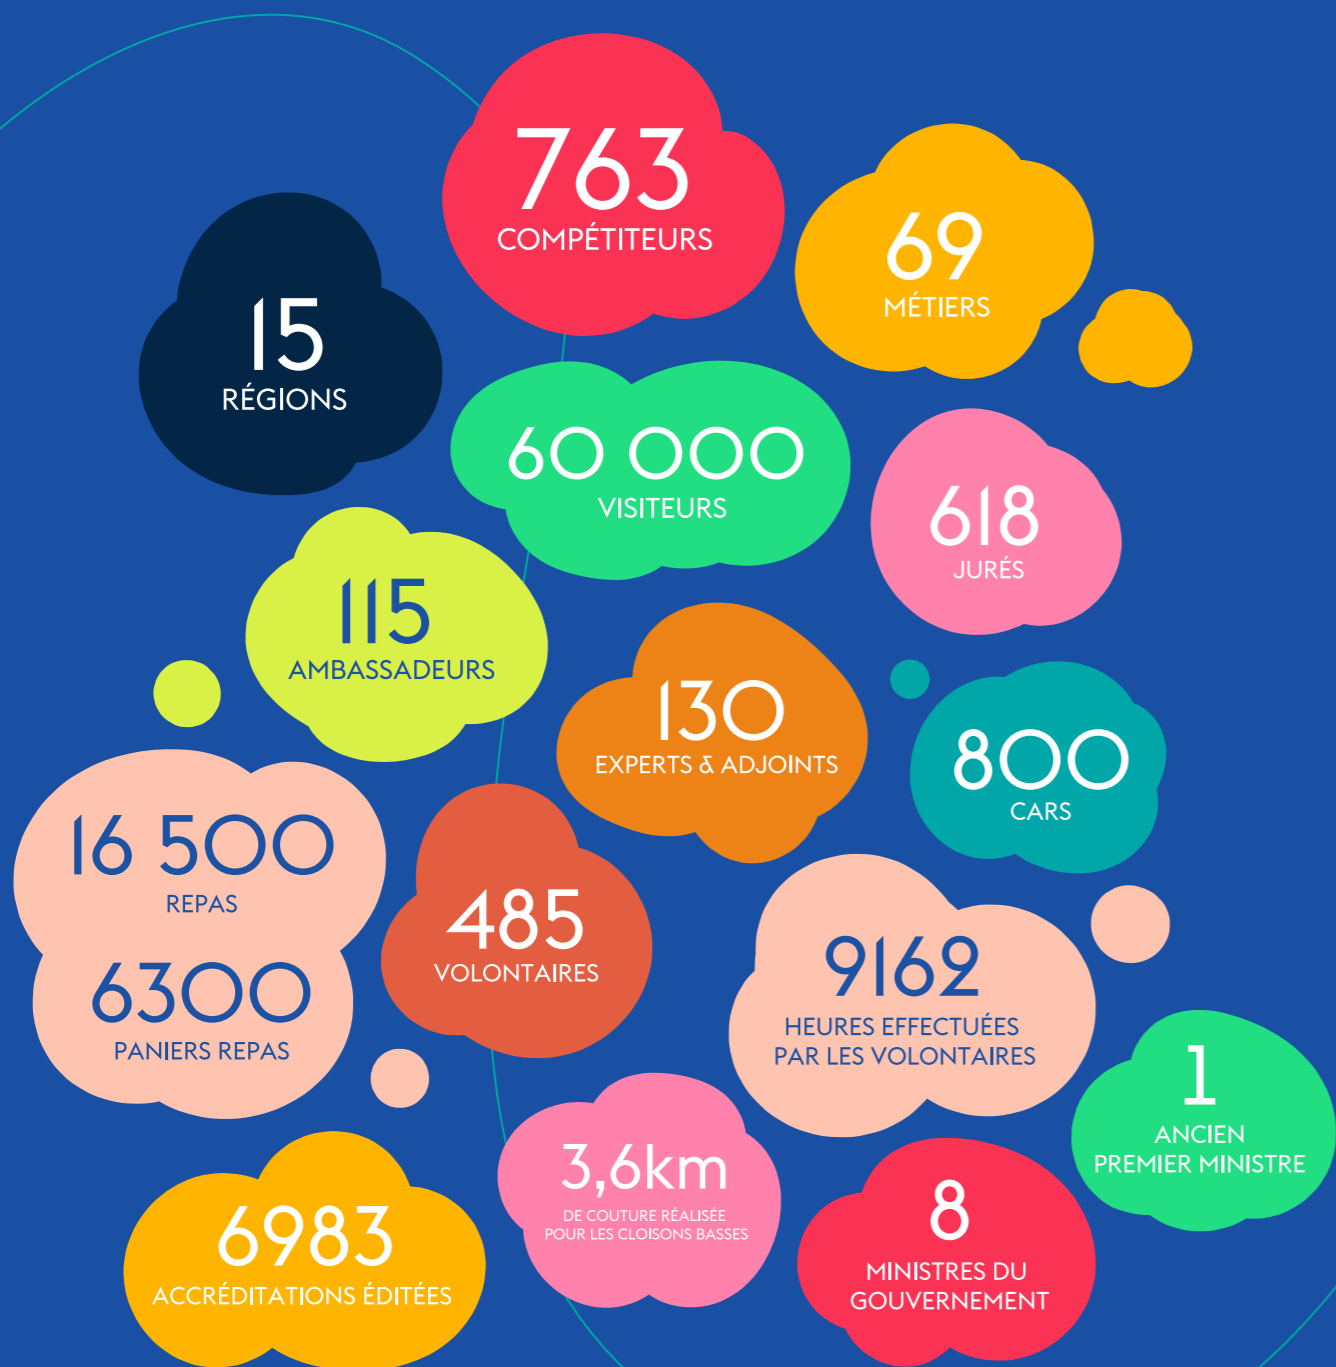 763
COMPÉTITEURS
69
MÉTIERS
15
RÉGIONS
60 000
VISITEURS
618
JURÉS
115
AMBASSADEURS
130
EXPERTS & ADJOINTS
800
CARS
16 500
REPAS
6300
PANIERS REPAS
485
VOLONTAIRES
9162
HEURES EFFECTUÉES
PAR LES VOLONTAIRES
1
ANCIEN
PREMIER MINISTRE
3,6km
DE COUTURE RÉALISÉE
POUR LES CLOISONS BASSES
8
MINISTRES DU
GOUVERNEMENT
6983
ACCRÉDITATIONS ÉDITÉES